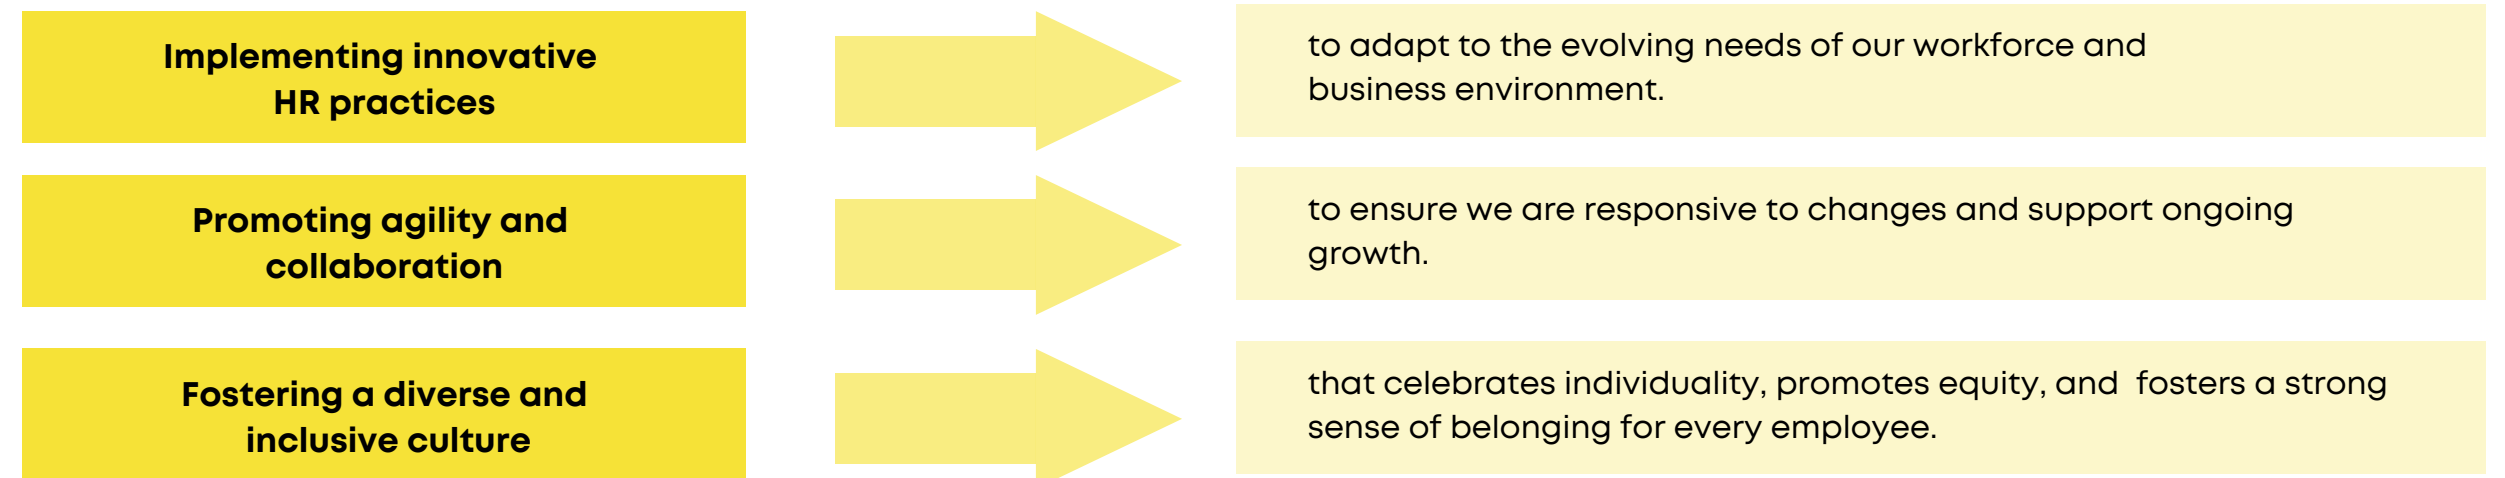 Implementing innovative
HR practices
to adapt to the evolving needs of our workforce and
business environment.
Promoting agility and
collaboration
to ensure we are responsive to changes and support ongoing
growth.
Fostering a diverse and
inclusive culture
that celebrates individuality, promotes equity, and  fosters a strong
sense of belonging for every employee.